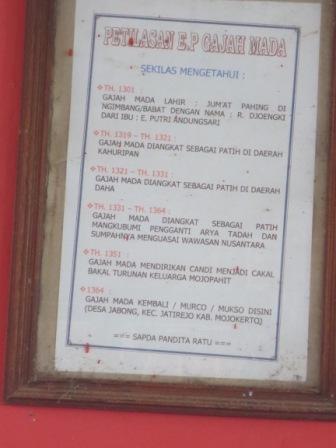 PETILASAN E.P GAJAH MADA
SEKILAS MENGETAHUI :
❖TH. 1301 :
GAJAH MADA LAHIR : JUM'AT PAHING DI
NGIMBANG/BABAT DENGAN NAMA : R. DJOENGKI
DARI IBU : E. PUTRI ANDUNGSARI
❖TH. 1319 – TH. 1321 :
GAJAH MADA DIANGKAT SEBAGAI PATIH DI DAERAH
KAHURIPAN
❖TH. 1321 – TH. 1331 :
GAJAH MADA DIANGKAT SEBAGAI PATIH DI DAERAH
DAHA
❖TH. 1331 – TH. 1364 :
GAJAH MADA DIANGKAT SEBAGAI PATIH
MANGKUBUMI PENGGANTI ARYA TADAH DAN
SUMPAHNYA MENGUASAI WAWASAN NUSANTARA
❖TH. 1351 :
GAJAH MADA MENDIRIKAN CANDI MENJADI CAKAL
BAKAL TURUNAN KELUARGA MOJOPAHIT
❖1364 :
GAJAH MADA KEMBALI / MURCO / MUKSO DISINI
(DESA JABONG, KEC. JATIREJO KAB. MOJOKERTO)
=== SAPDA PANDITA RATU ===